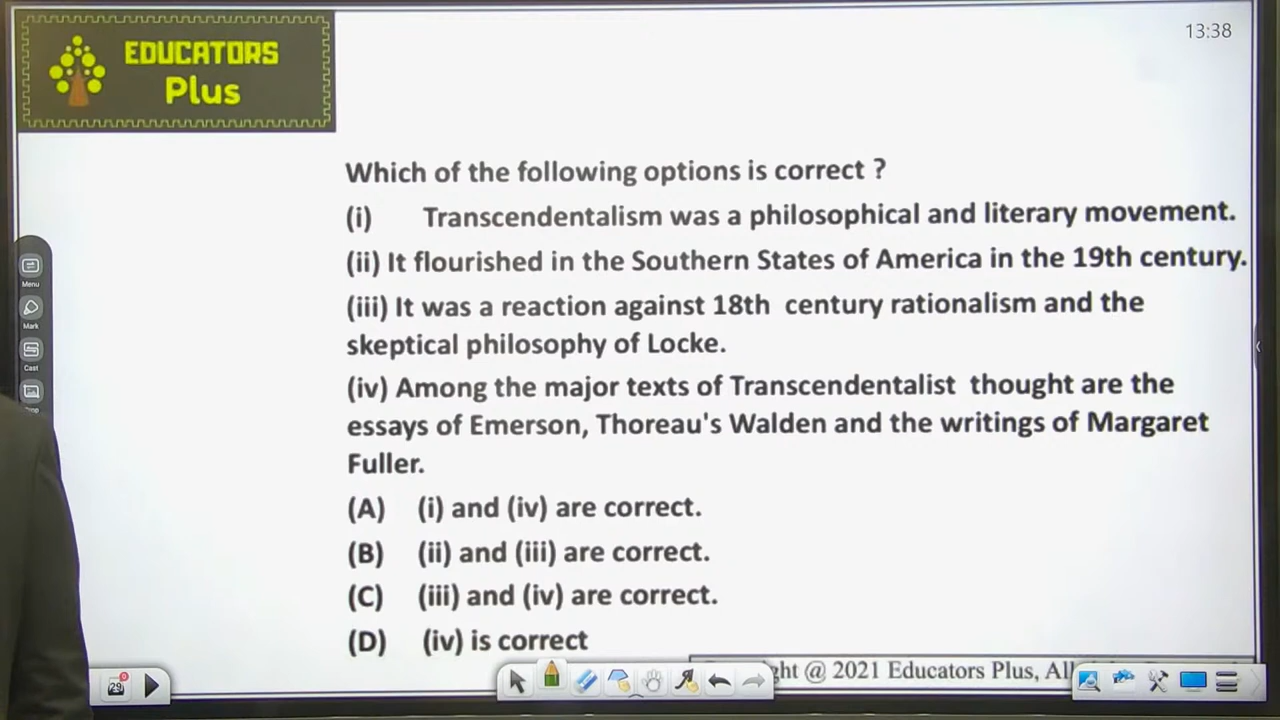 EDUCATORS
Plus
13:38
Which of the following options is correct ?
(i) Transcendentalism was a philosophical and literary movement.
(ii) It flourished in the Southern States of America in the 19th century.
(iii) It was a reaction against 18th century rationalism and the
skeptical philosophy of Locke.
(iv) Among the major texts of Transcendentalist thought are the
essays of Emerson, Thoreau's Walden and the writings of Margaret
Fuller.
(A) (i) and (iv) are correct.
(B) (ii) and (iii) are correct.
(C) (iii) and (iv) are correct.
(D) (iv) is correct
Menu
Mark
Cast
29
@ 2021 Educators Plus,